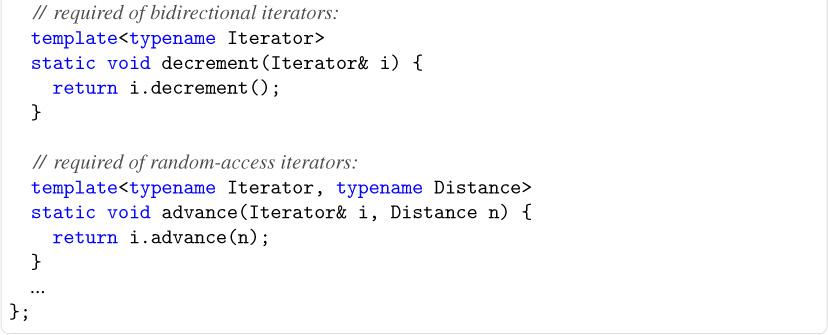 // required of bidirectional iterators:
template<typename Iterator>
static void decrement(Iterator& i) {
  return i.decrement();
}

// required of random-access iterators:
template<typename Iterator, typename Distance>
static void advance(Iterator& i, Distance n) {
  return i.advance(n);
}
...
};